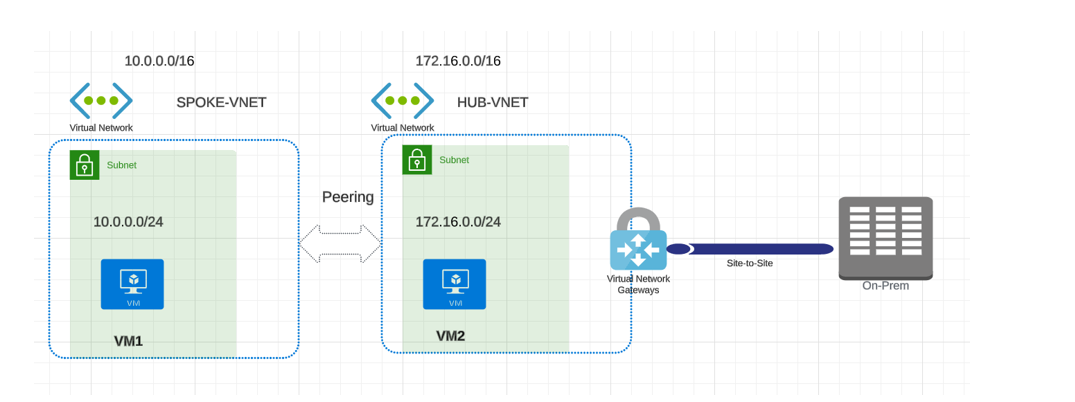 10.0.0.0/16
172.16.0.0/16
SPOKE-VNET
HUB-VNET
Virtual Network
Virtual Network
Subnet
Subnet
Peering
10.0.0.0/24
172.16.0.0/24
Site-to-Site
Virtual Network
Gateways
On-Prem
VM
VM
VM1
VM2